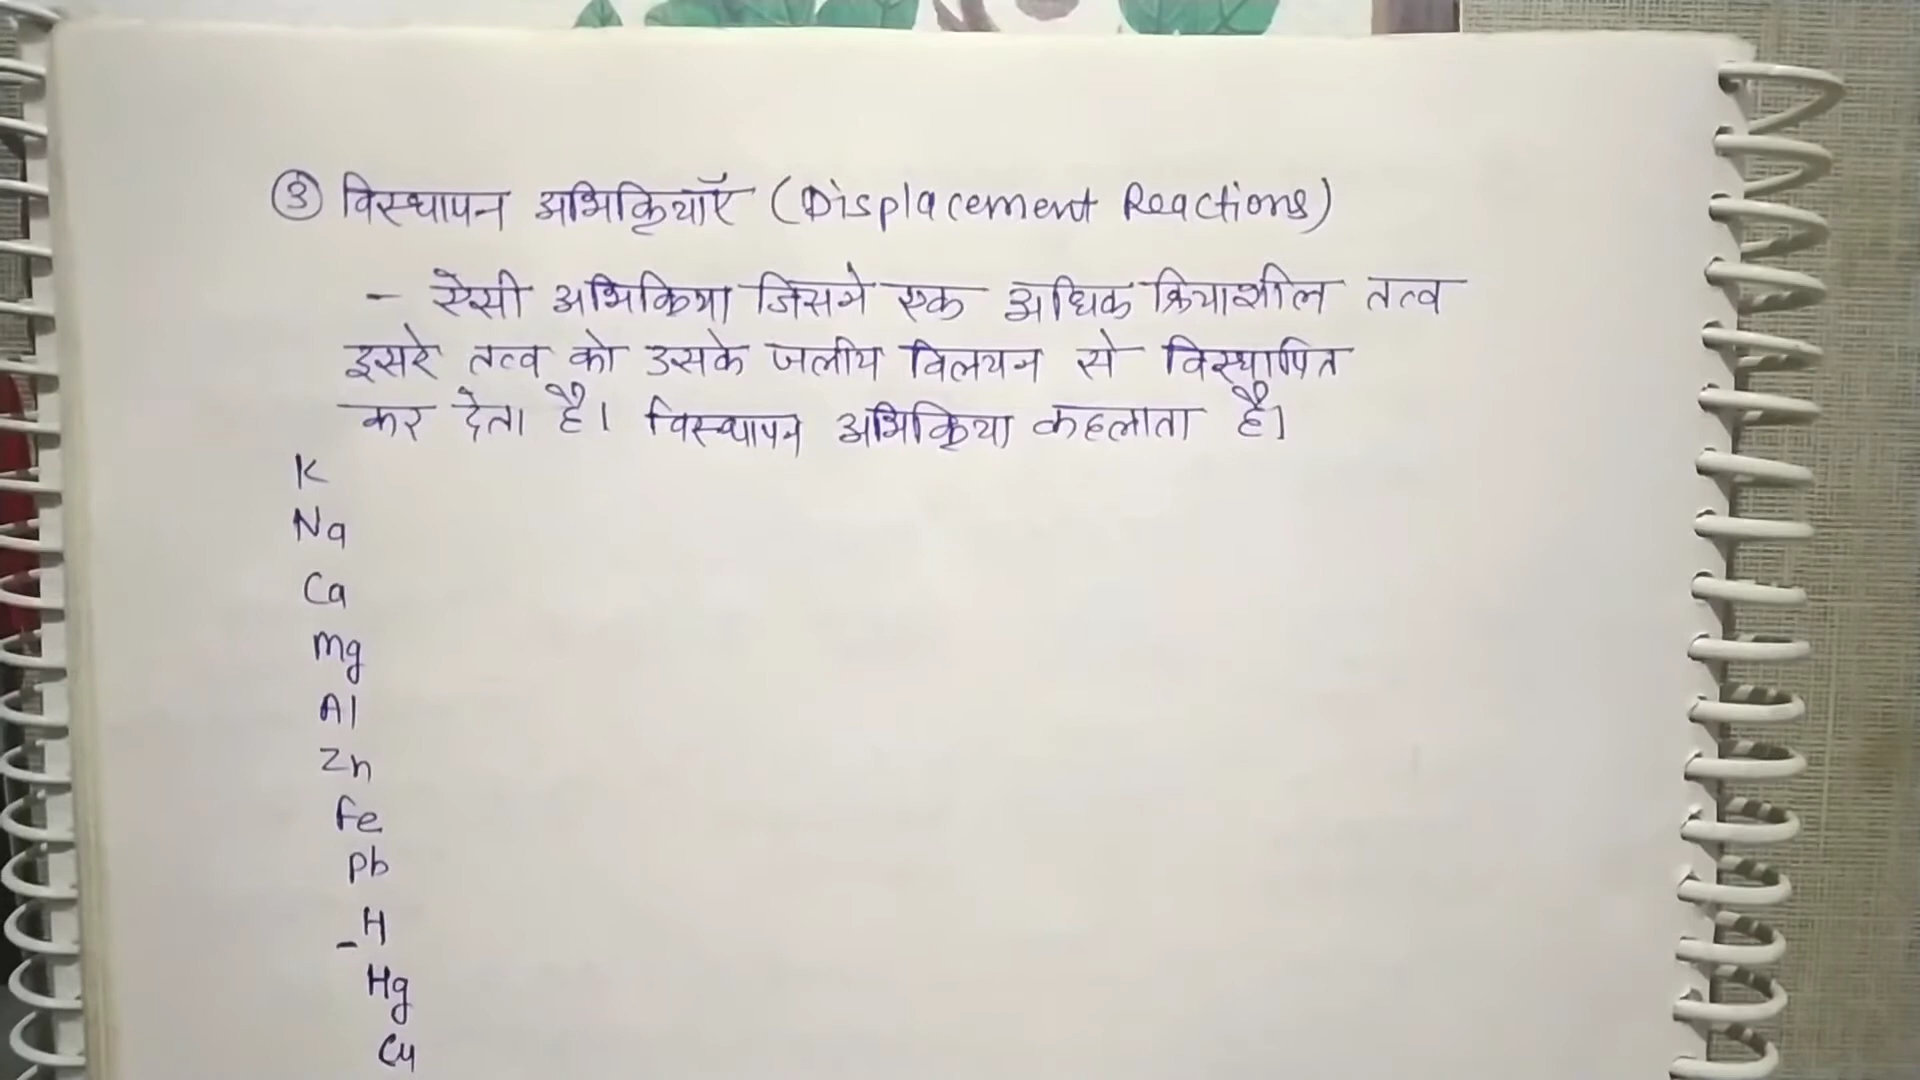 ③ विस्थापन अभिक्रियाएँ (Displacement Reactions)
- ऐसी अभिक्रिया जिसमे एक अधिक क्रियाशील तत्व
दूसरे तत्व को उसके जलीय विलयन से विस्थापित
कर देता है। विस्थापन अभिक्रिया कहलाता है।
K
Na
Ca
Mg
Al
Zn
Fe
Pb
- H
Hg
Cu